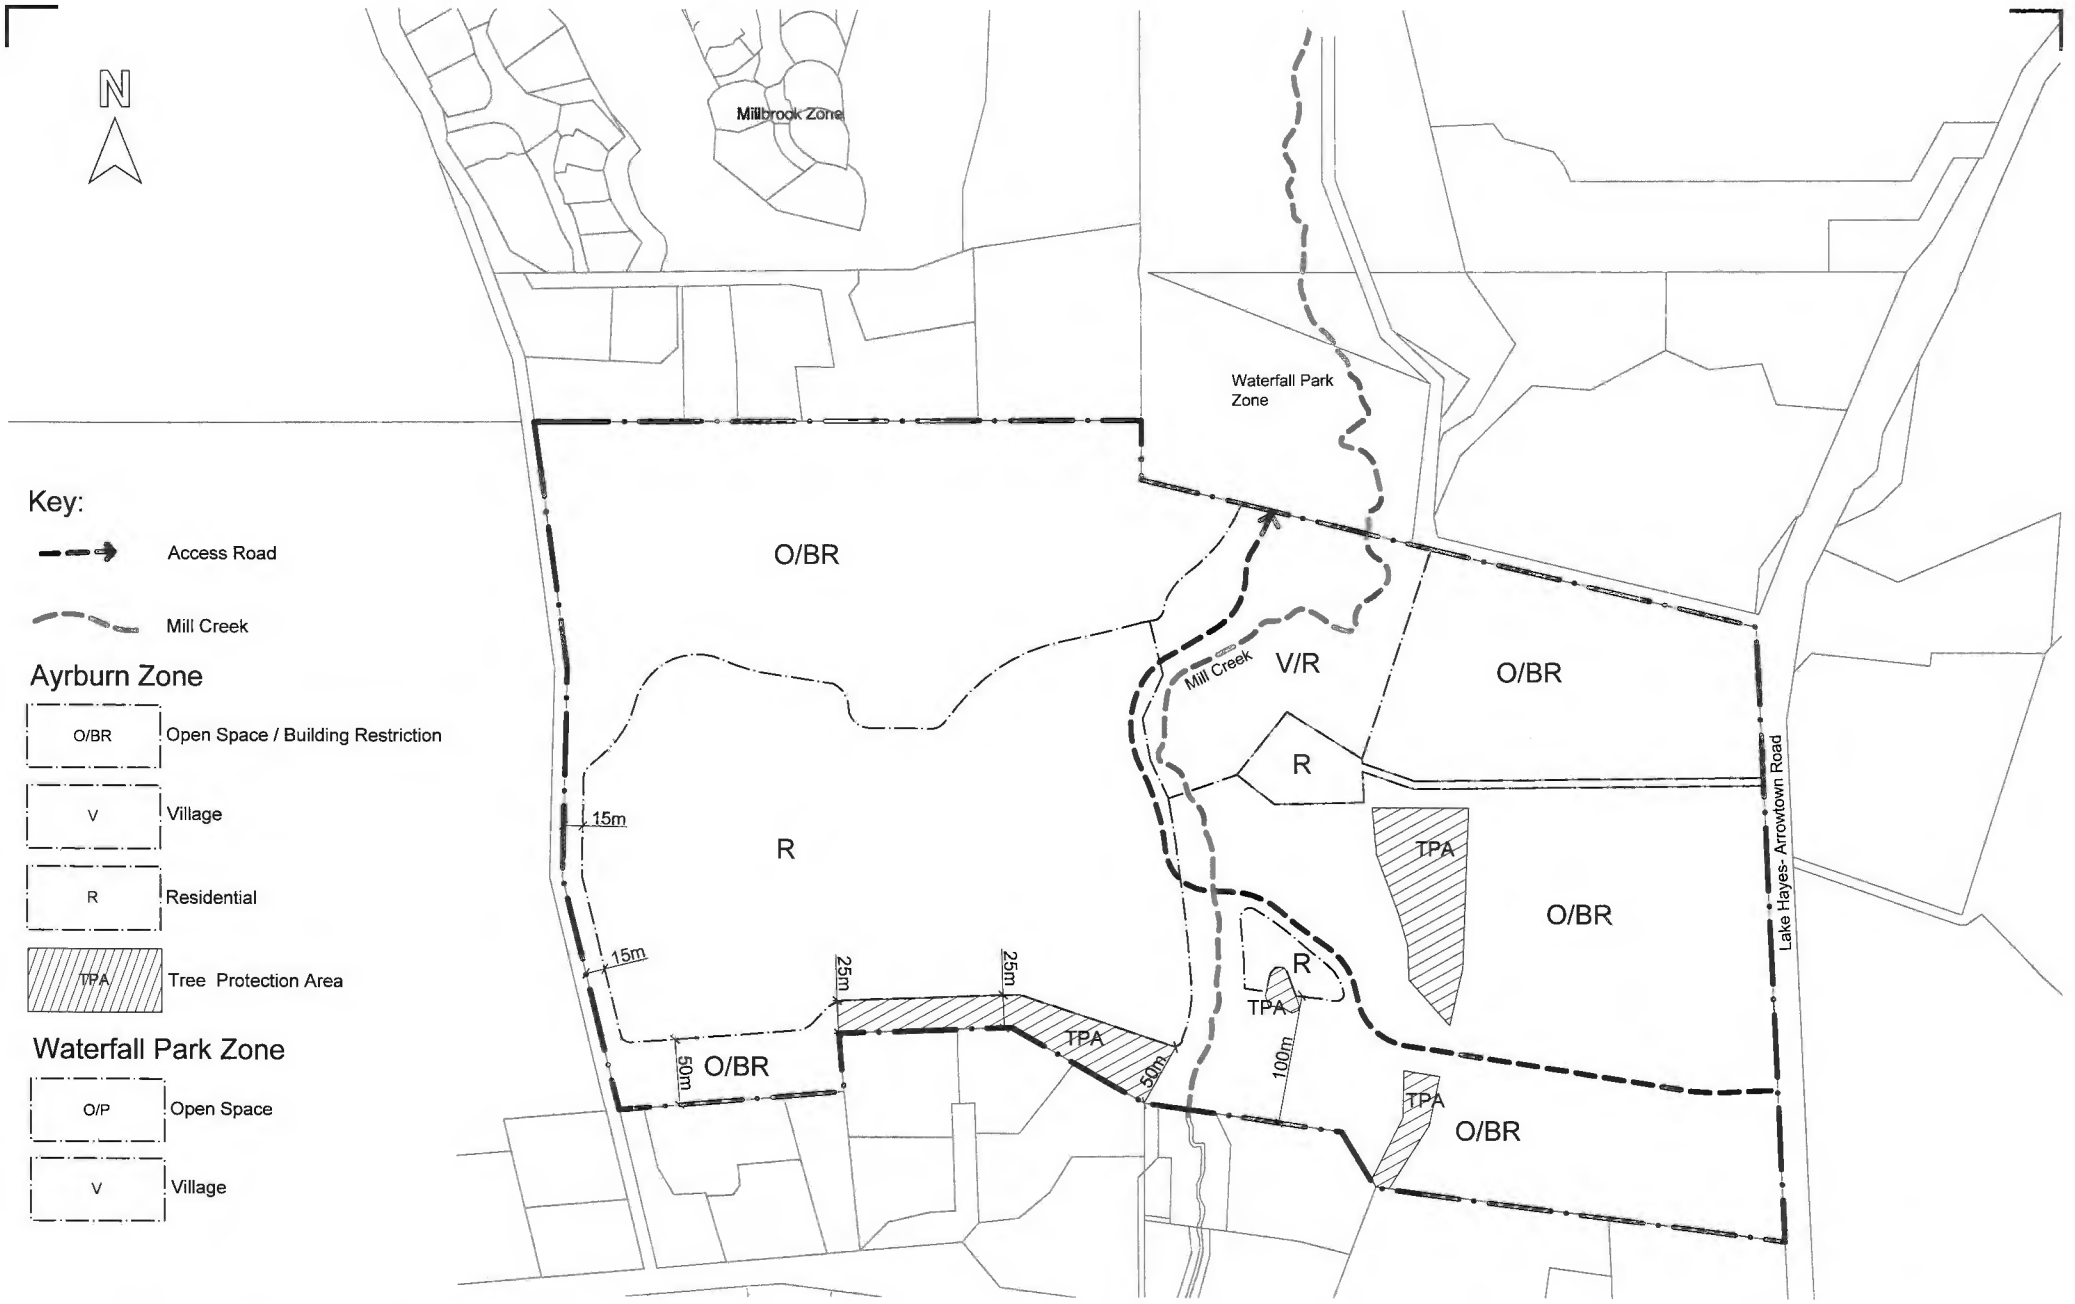 N
Millbrook Zone
Waterfall Park
Zone
Key:
Access Road
Mill Creek
Ayrburn Zone
O/BR Open Space / Building Restriction
V Village
R Residential
TPA Tree Protection Area
Waterfall Park Zone
O/P Open Space
V Village
O/BR
Mill Creek
V/R
O/BR
R
15m
R
TPA
O/BR
Lake Hayes- Arrowtown Road
15m
25m
25m
R
TPA
TPA
50m
O/BR
50m
100m
TPA
O/BR